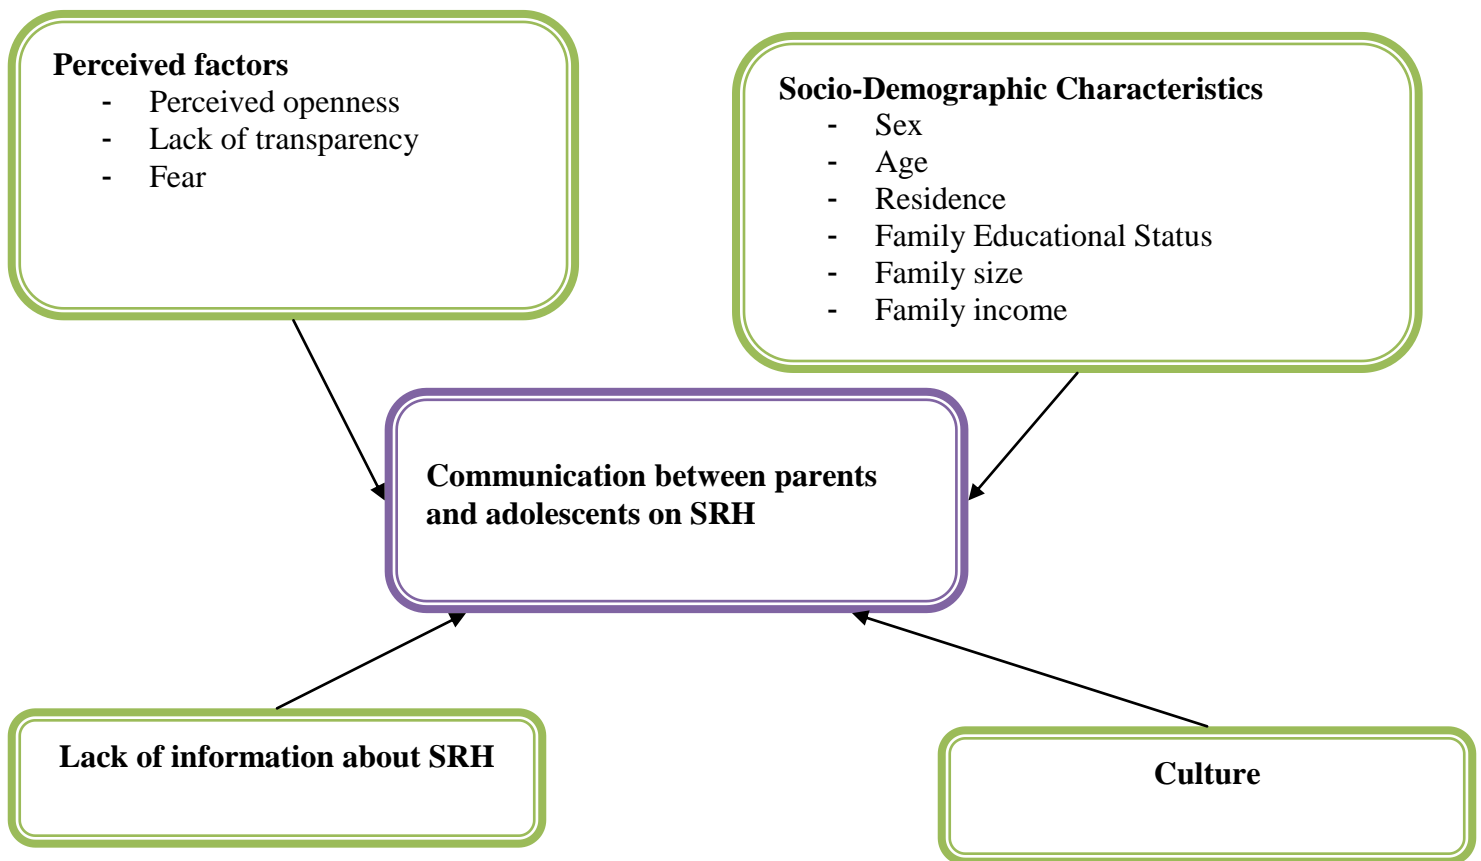 Perceived factors
- Perceived openness
- Lack of transparency
- Fear
Socio-Demographic Characteristics
- Sex
- Age
- Residence
- Family Educational Status
- Family size
- Family income
Communication between parents
and adolescents on SRH
Lack of information about SRH
Culture